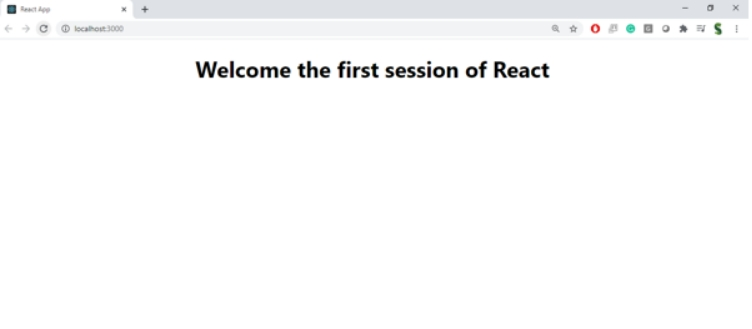 React App
localhost:3000
Welcome the first session of React